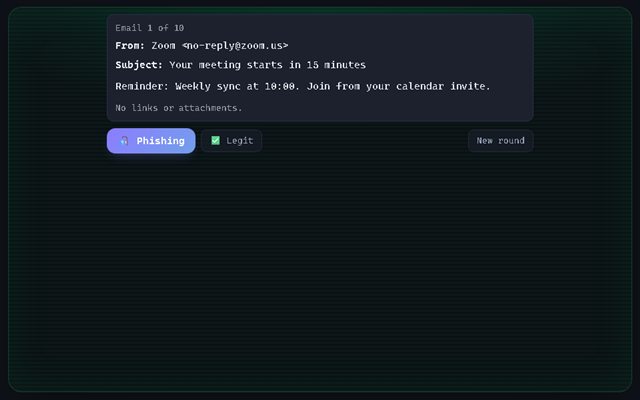 Email 1 of 10
From: Zoom <no-reply@zoom.us>
Subject: Your meeting starts in 15 minutes
Reminder: Weekly sync at 10:00. Join from your calendar invite.
No links or attachments.
Phishing
Legit
New round